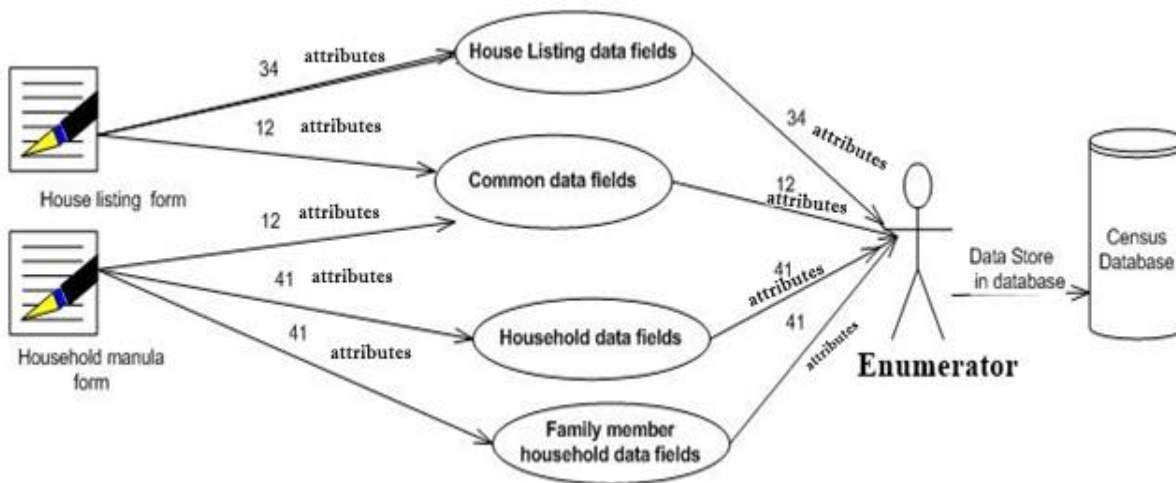 34 attributes
House Listing data fields
12 attributes
34 attributes
House listing form
Common data fields
12 attributes
12 attributes
Household manula
form
41 attributes
Household data fields
41 attributes
41 attributes
Family member
household data fields
41 attributes
Enumerator
Data Store
in database
Census
Database